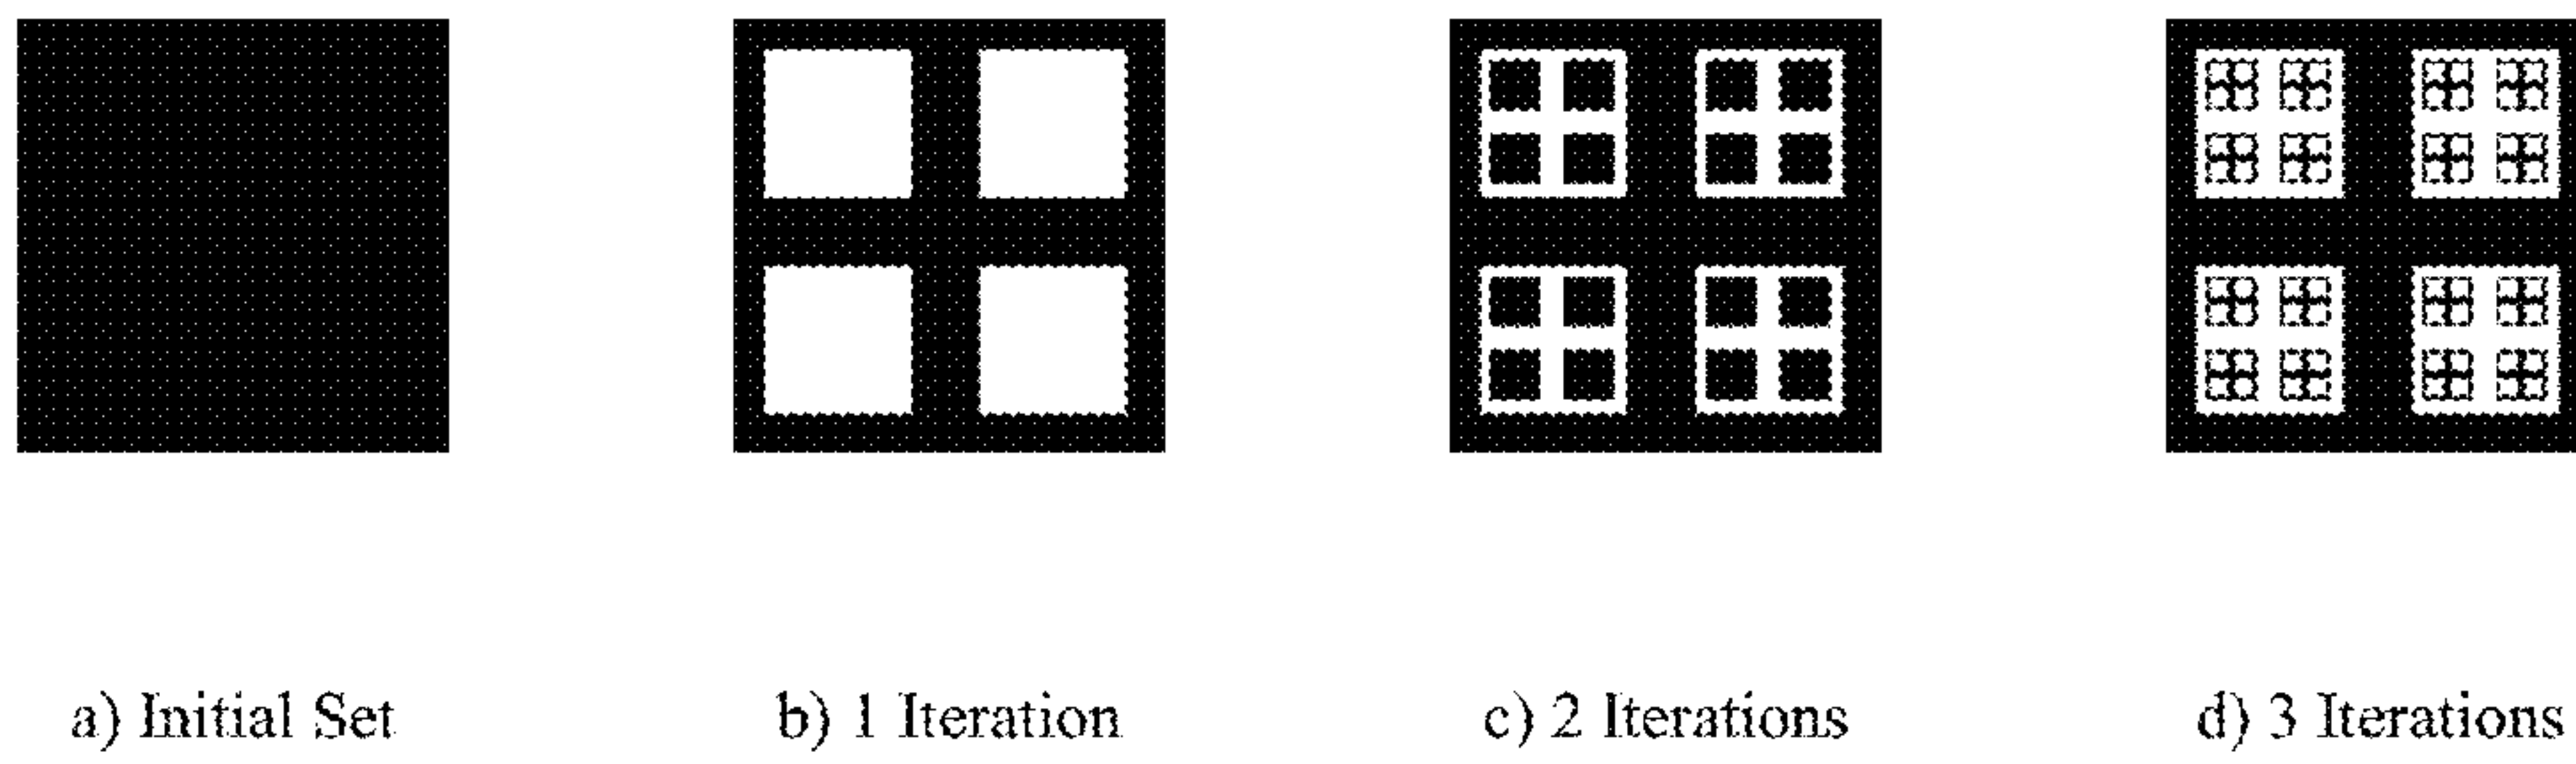 a) Initial Set
b) 1 Iteration
c) 2 Iterations
d) 3 Iterations